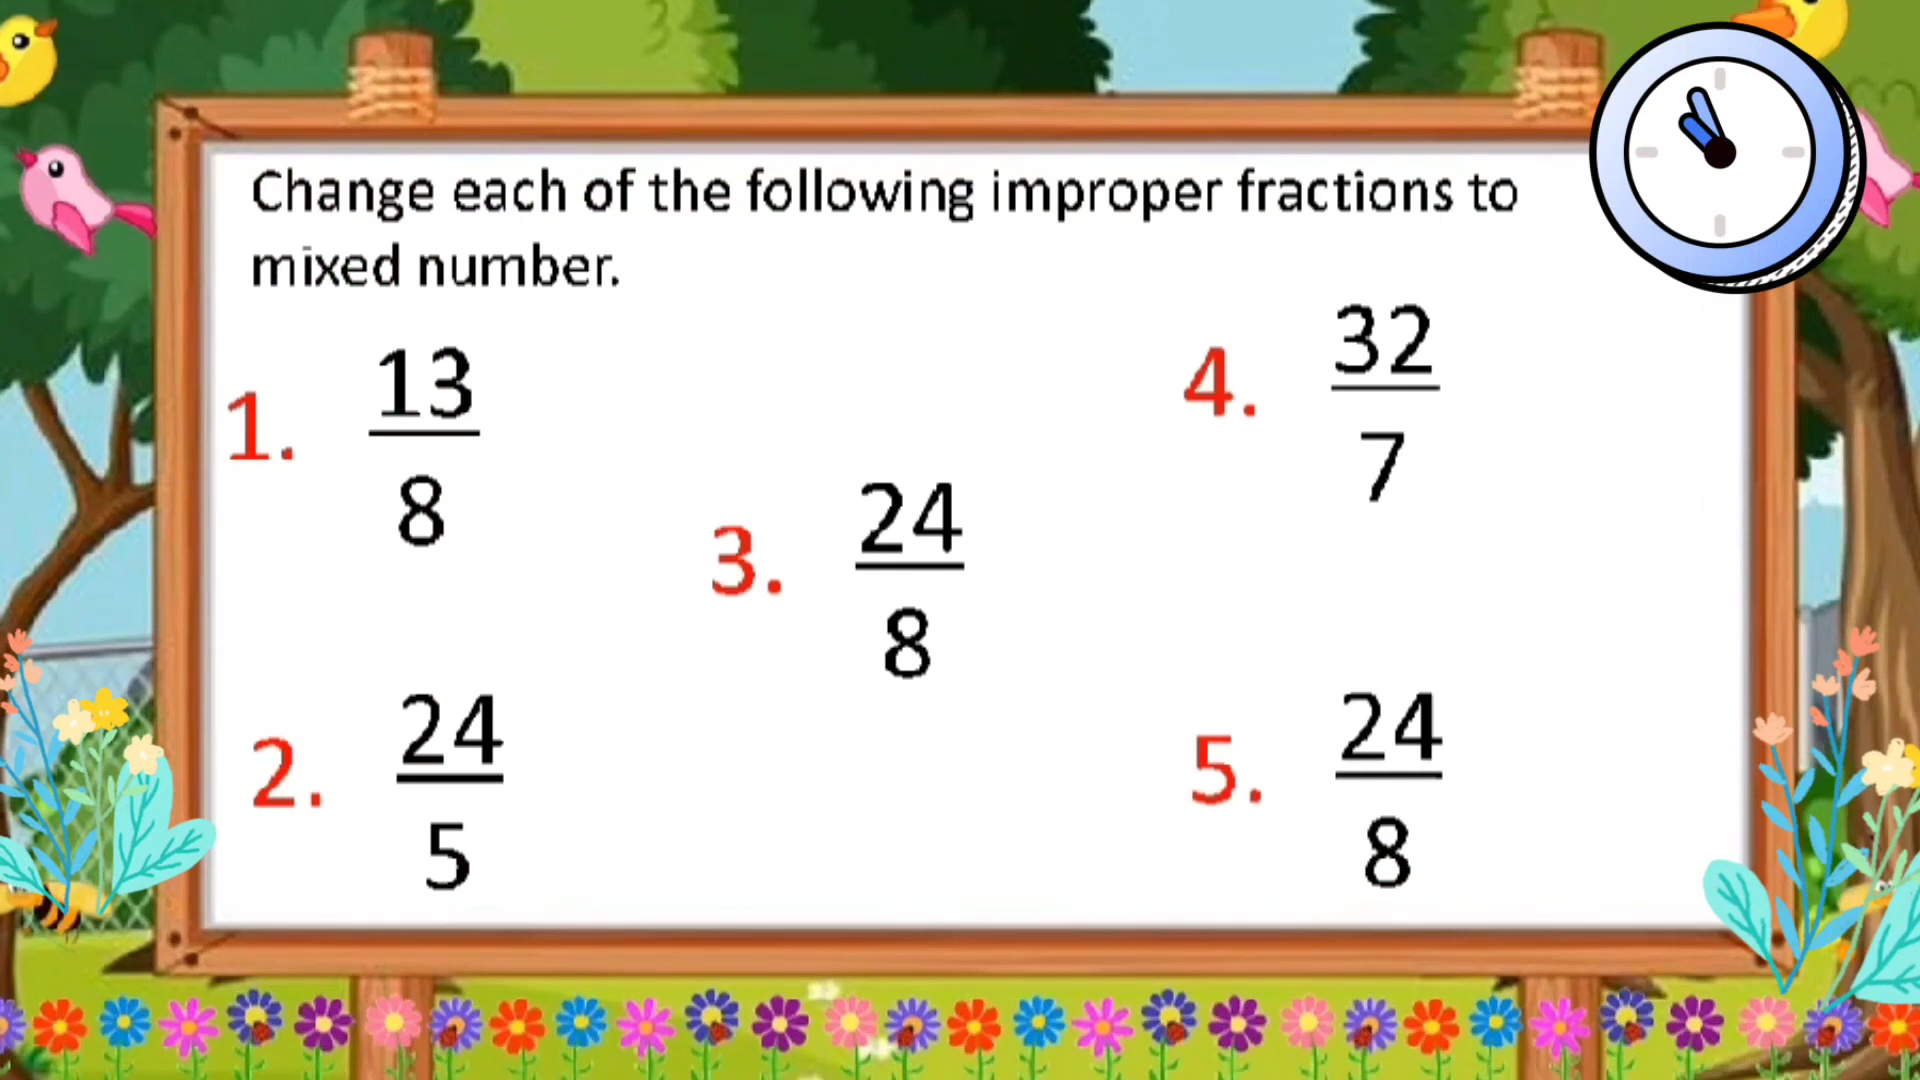 Change each of the following improper fractions to
mixed number.
1. 13/8
2. 24/5
3. 24/8
4. 32/7
5. 24/8